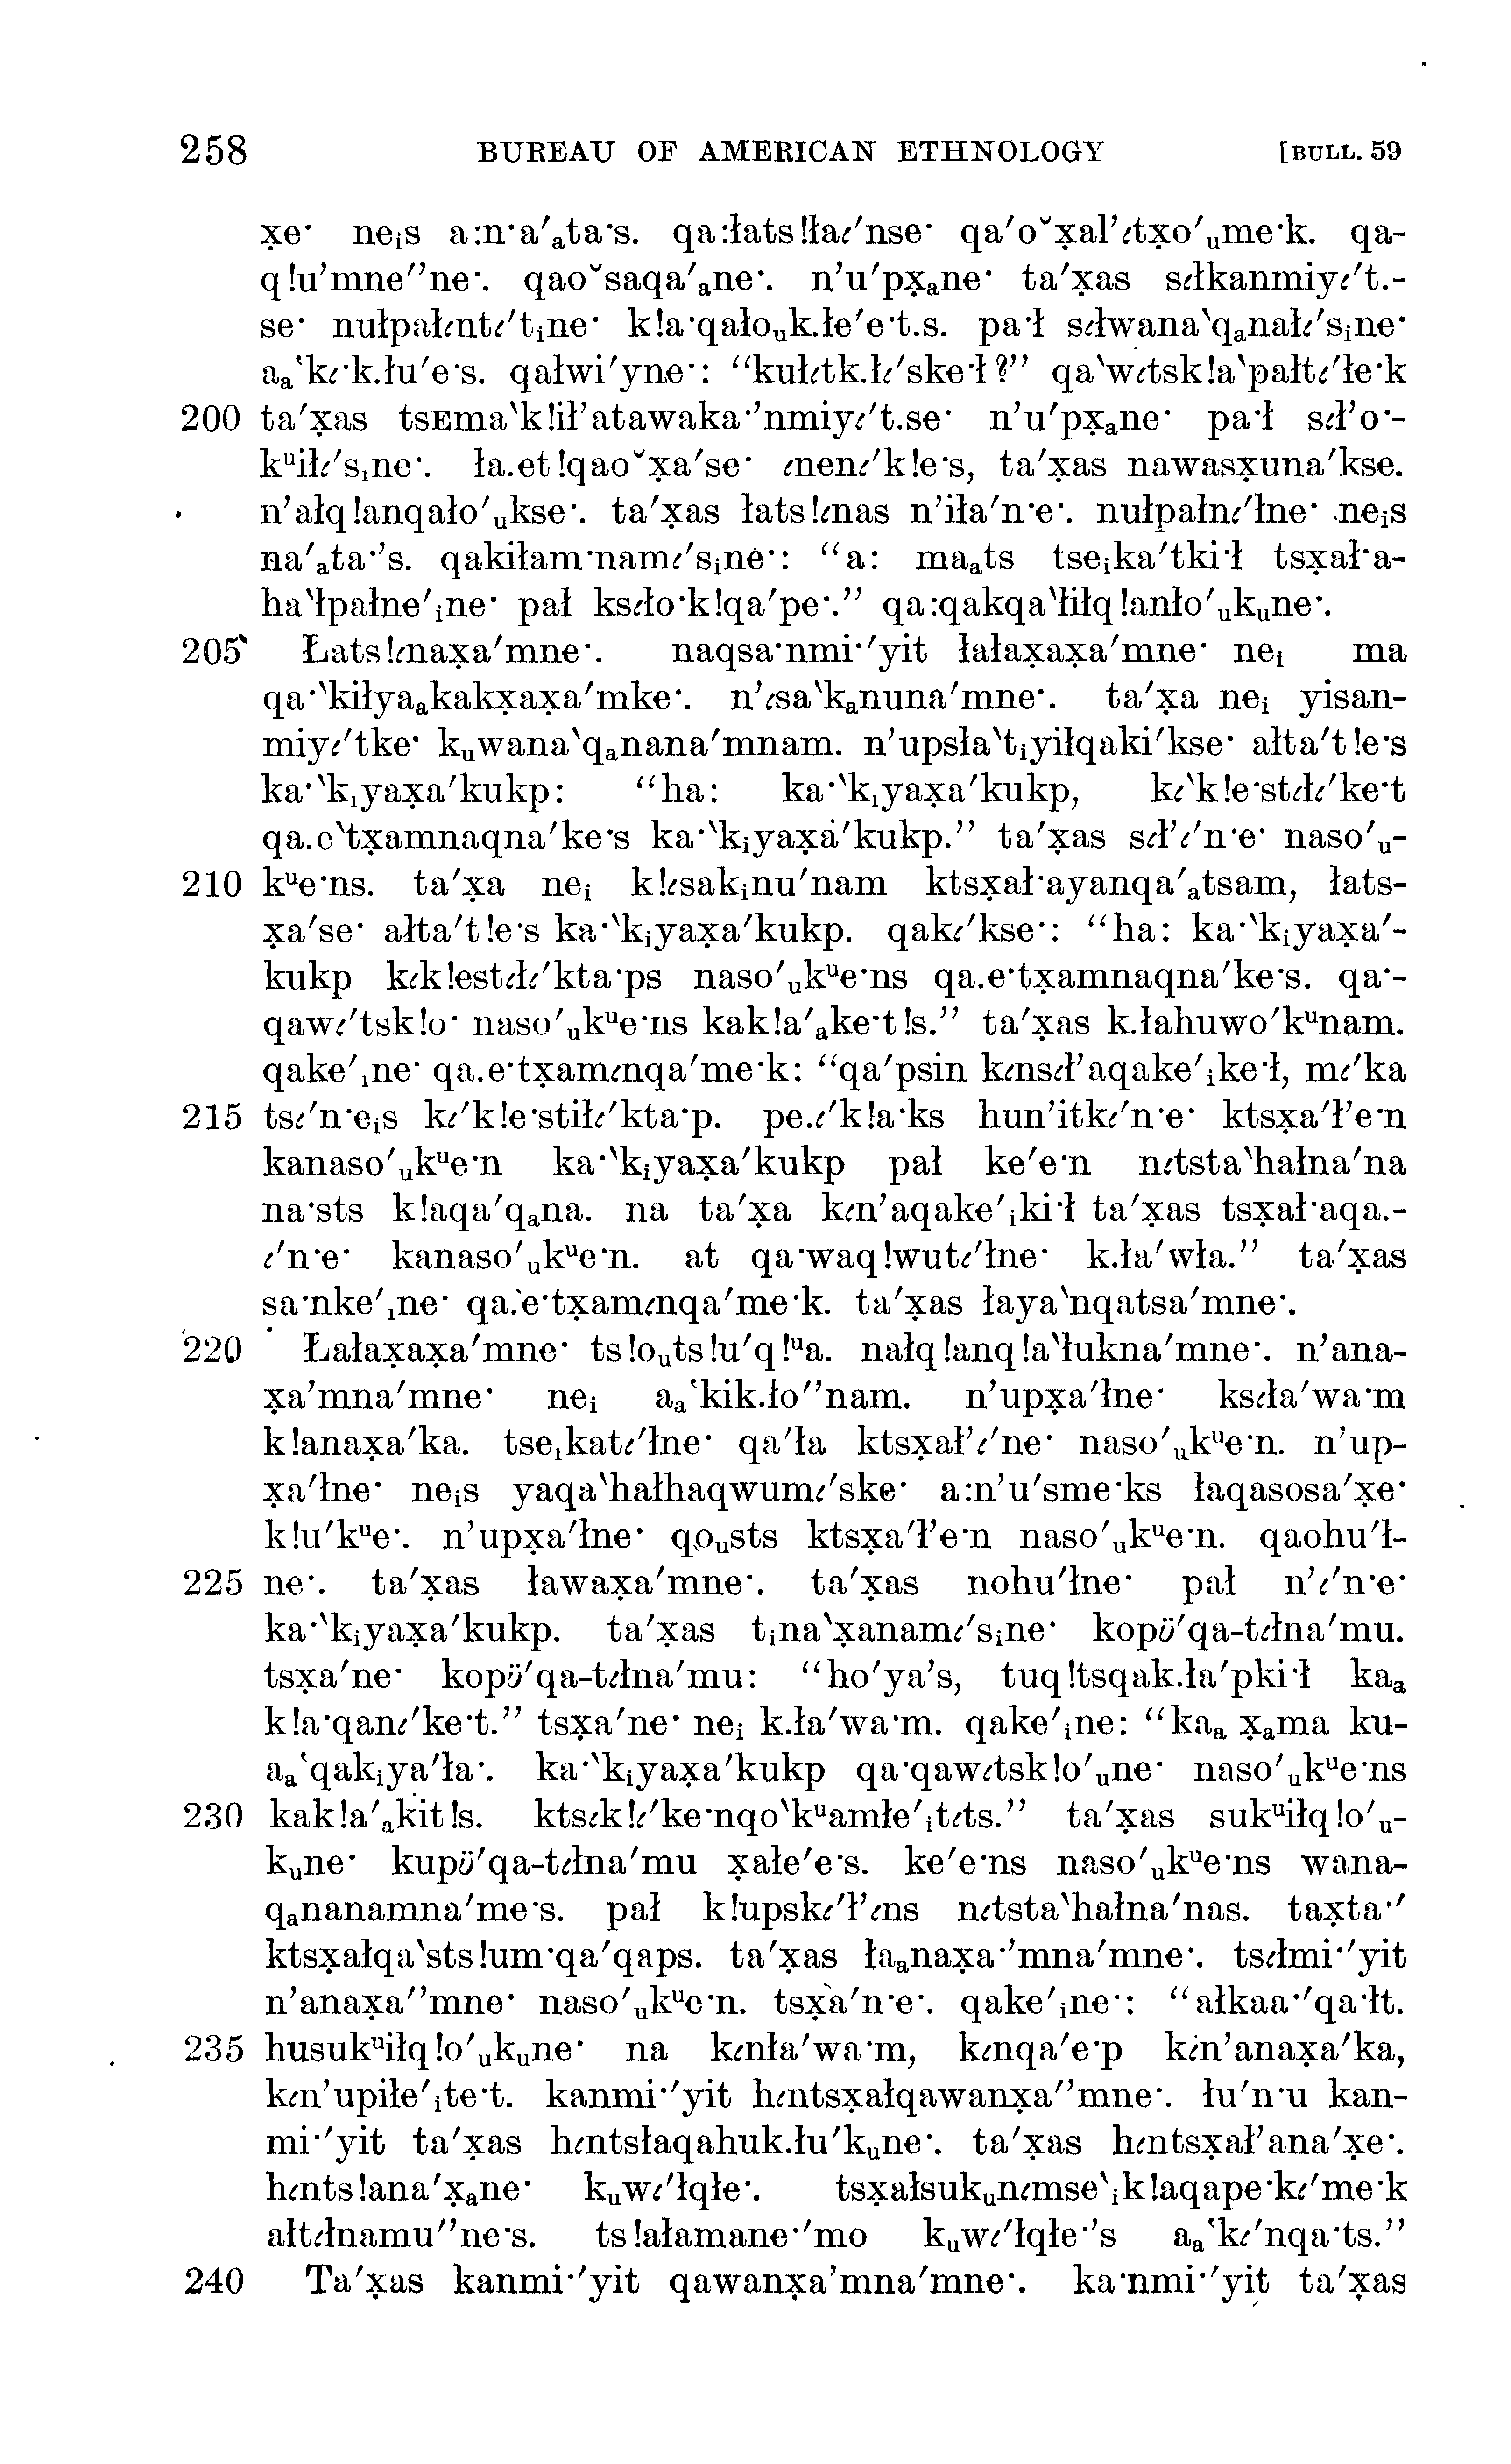 258 BUREAU OF AMERICAN ETHNOLOGY [BULL. 59
x̣e· neᵢs a:n·a′ₐta·s. qa:łats!łaɩ′nse· qa′oᵘx̣al’ɩtx̣o′ᵤme·k. qa-
q!u′mne″ne·. qaoᵘsaqa′ₐne·. n’u′px̣ₐne· ta′x̣as sɩłkanmiyɩ′t.-
se· nułpałɩntɩ′tᵢne· k!a·qałoᵤk.łe′e·t.s. pa·ł sɩłwana‵qₐnałɩ′sᵢne·
aₐ‵kɩ·k.łu′e·s. qałwi′yne·: “kułɩtk.łɩ′ske·ł?” qa‵wɩtsk!a‵pałtɩ′łe·k
200 ta′x̣as tsEma‵k!ił’atawaka·’nmiyɩ′t.se· n’u′px̣ₐne· pa·ł sɩł’o·-
kᵘiłɩ′sᵢne·. ła.et!qaoᵘx̣a′se· ɩnenɩ′k!e·s, ta′x̣as nawasx̣una′kse.
n’ałq!anqało′ᵤkse·. ta′x̣as łats!ɩnas n’iła′n·e·. nułpałnɩ′łne· neᵢs
na′ₐta·’s. qakiłam·namɩ′sᵢne·: “a: maₐts tseᵢka′tki·ł tsx̣ał·a-
ha‵łpałne′ᵢne· pał ksɩło·k!qa′pe·.” qa:qakqa‵łiłq!anło′ᵤkᵤne·.
205 Łats!ɩnax̣a′mne·. naqsa·nmi·′yit łałax̣ax̣a′mne· neᵢ ma
qa·‵kiłyaₐkakx̣ax̣a′mke·. n’ɩsa‵kₐnuna′mne·. ta′x̣a neᵢ yisan-
miyɩ′tke· kᵤwana‵qₐnana′mnam. n’upsła‵tᵢyiłqaki′kse· ałta′t!e·s
ka·‵kᵢyax̣a′kukp: “ha: ka·‵kᵢyax̣a′kukp, kɩ‵k!e·stɩłɩ′ke·t
qa.e‵tx̣amnaqna′ke·s ka·‵kᵢyax̣a′kukp.” ta′x̣as sɩł’ɩ′n·e· naso′ᵤ-
210 kᵘe·ns. ta′x̣a neᵢ k!ɩsakᵢnu′nam ktsx̣ał·ayanqa′ₐtsam, łats-
x̣a′se· ałta′t!e·s ka·‵kᵢyax̣a′kukp. qakɩ′kse·: “ha: ka·‵kᵢyax̣a′-
kukp kɩk!estɩłɩ′kta·ps naso′ᵤkᵘe·ns qa.e·tx̣amnaqna′ke·s. qa·-
qawɩ′tsk!o· naso′ᵤkᵘe·ns kak!a′ₐke·t!s.” ta′x̣as k.łahuwo′kᵘnam.
qake′ᵢne· qa.e·tx̣amɩnqa′me·k: “qa′psin kɩnsɩł’aqake′ᵢke·ł, mɩ′ka
215 tsɩ′n·eᵢs kɩ′k!e·stiłɩ′kta·p. pe.ɩ′k!a·ks hun’itkɩ′n·e· ktsx̣a′ł’e·n
kanaso′ᵤkᵘe·n ka·‵kᵢyax̣a′kukp pał ke′e·n nɩtsta‵hałna′na
na·sts k!aqa′qₐna. na ta′x̣a kɩn’aqake′ᵢki·ł ta′x̣as tsx̣ał·aqa.-
ɩ′n·e· kanaso′ᵤkᵘe·n. at qa·waq!wutɩ′łne· k.ła′wła.” ta′x̣as
sa·nke′ᵢne· qa.e·tx̣amɩnqa′me·k. ta′x̣as łaya‵nqatsa′mne·.
220 Łałax̣ax̣a′mne· ts!oᵤts!u′q!ᵘa. nałq!anq!a‵łukna′mne·. n’ana-
x̣a’mna′mne· neᵢ aₐ‵kik.ło″nam. n’upx̣a′łne· ksɩła′wa·m
k!anax̣a′ka. tseᵢkatɩ′łne· qa′ła ktsx̣ał’ɩ′ne· naso′ᵤkᵘe·n. n’up-
x̣a′łne· neᵢs yaqa‵hałhaqwumɩ′ske· a:n’u′sme·ks łaqasosa′x̣e·
k!u′kᵘe·. n’upx̣a′łne· qoᵤsts ktsx̣a′ł’e·n naso′ᵤkᵘe·n. qaohu′ł-
225 ne·. ta′x̣as ławax̣a′mne·. ta′x̣as nohu′łne· pał n’ɩ′n·e·
ka·‵kᵢyax̣a′kukp. ta′x̣as tᵢna‵x̣anamɩ′sᵢne· kopö′qa-tɩłna′mu.
tsx̣a′ne· kopö′qa-tɩłna′mu: “ho′ya’s, tuq!tsqak.ła′pki·ł kaₐ
k!a·qanɩ′ke·t.” tsx̣a′ne· neᵢ k.ła′wa·m. qake′ᵢne: “kaₐ x̣ₐma ku-
aₐ‵qakᵢya′ła·. ka·‵kᵢyax̣a′kukp qa·qawɩtsk!o′ᵤne· naso′ᵤkᵘe·ns
230 kak!a′ₐkit!s. ktsɩk!ɩ′ke·nqo‵kᵘamłe′ᵢtɩts.” ta′x̣as sukᵘiłq!o′ᵤ-
kᵤne· kupö′qa-tɩłna′mu x̣ałe′e·s. ke′e·ns naso′ᵤkᵘe·ns wana-
qₐnanamna′me·s. pał k!upskɩ′ł’ɩns nɩtsta‵hałna′nas. tax̣ta·′
ktsx̣ałqa‵sts!um·qa′qaps. ta′x̣as łaₐnax̣a·’mna′mne·. tsɩłmi·′yit
n’anax̣a″mne· naso′ᵤkᵘe·n. tsx̣a′n·e·. qake′ᵢne·: “ałkaa·′qa·łt.
235 husukᵘiłq!o′ᵤkᵤne· na kɩnła′wa·m, kɩnqa′e·p kɩn’anax̣a′ka,
kɩn’upiłe′ᵢte·t. kanmi·′yit hɩntsx̣ałqawanx̣a″mne·. łu′n·u kan-
mi·′yit ta′x̣as hɩntsłaqahuk.łu′kᵤne·. ta′x̣as hɩntsx̣ał’ana′x̣e·.
hɩnts!ana′x̣ₐne· kᵤwɩ′łqłe·. tsx̣ałsukᵤnɩmse‵ᵢk!aqape·kɩ′me·k
ałtɩłnamu″ne·s. ts!ałamane·′mo kᵤwɩ′łqłe·’s aₐ‵kɩ′nqa·ts.”
240 Ta′x̣as kanmi·′yit qawanx̣a’mna′mne·. ka·nmi·′yit ta′x̣as